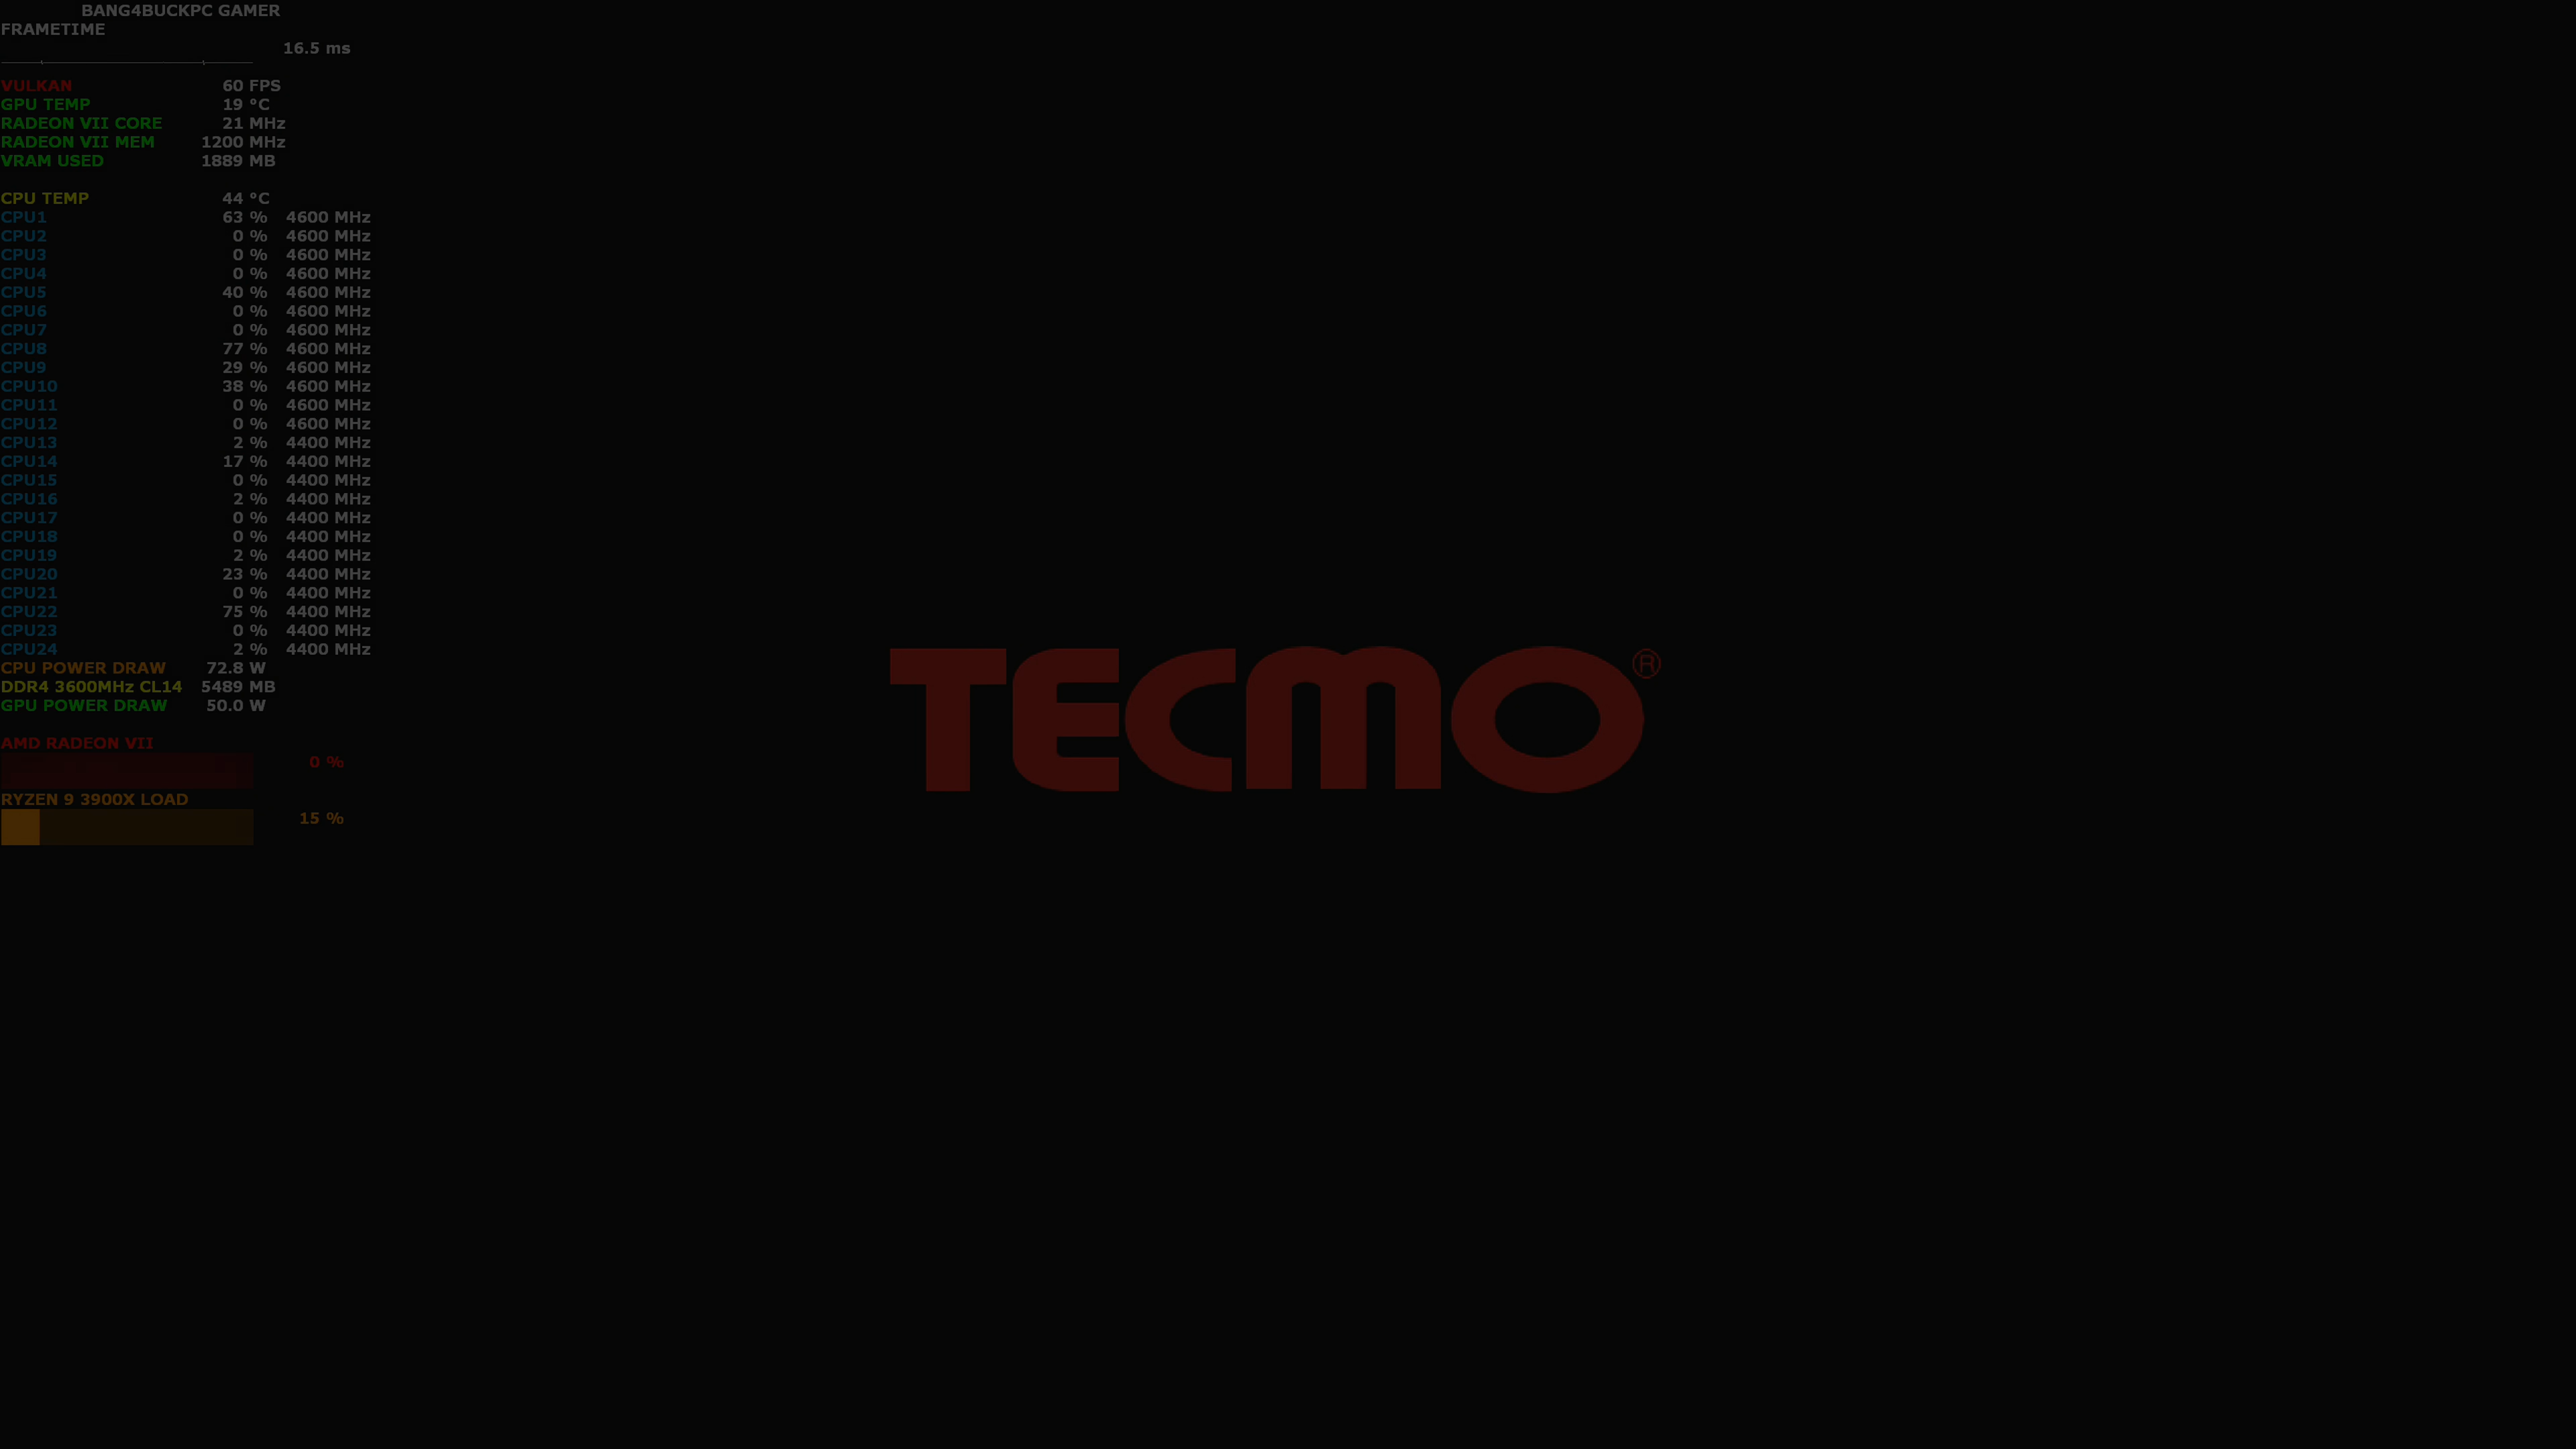 BANG4BUCKPC GAMER
FRAMETIME
16.5 ms
VULKAN 60 FPS
GPU TEMP 19 °C
RADEON VII CORE 21 MHz
RADEON VII MEM 1200 MHz
VRAM USED 1889 MB
CPU TEMP 44 °C
CPU1 63 % 4600 MHz
CPU2 0 % 4600 MHz
CPU3 0 % 4600 MHz
CPU4 0 % 4600 MHz
CPU5 40 % 4600 MHz
CPU6 0 % 4600 MHz
CPU7 0 % 4600 MHz
CPU8 77 % 4600 MHz
CPU9 29 % 4600 MHz
CPU10 38 % 4600 MHz
CPU11 0 % 4600 MHz
CPU12 0 % 4600 MHz
CPU13 2 % 4400 MHz
CPU14 17 % 4400 MHz
CPU15 0 % 4400 MHz
CPU16 2 % 4400 MHz
CPU17 0 % 4400 MHz
CPU18 0 % 4400 MHz
CPU19 2 % 4400 MHz
CPU20 23 % 4400 MHz
CPU21 0 % 4400 MHz
CPU22 75 % 4400 MHz
CPU23 0 % 4400 MHz
CPU24 2 % 4400 MHz
CPU POWER DRAW 72.8 W
DDR4 3600MHz CL14 5489 MB
GPU POWER DRAW 50.0 W
AMD RADEON VII
0 %
RYZEN 9 3900X LOAD
15 %
TECMO®